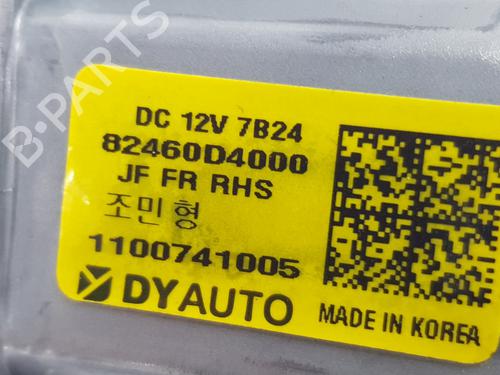 B-PARTS
DC 12V 7B24
82460D4000
JF FR RHS
조민형
1100741005
DYAUTO
MADE IN KOREA